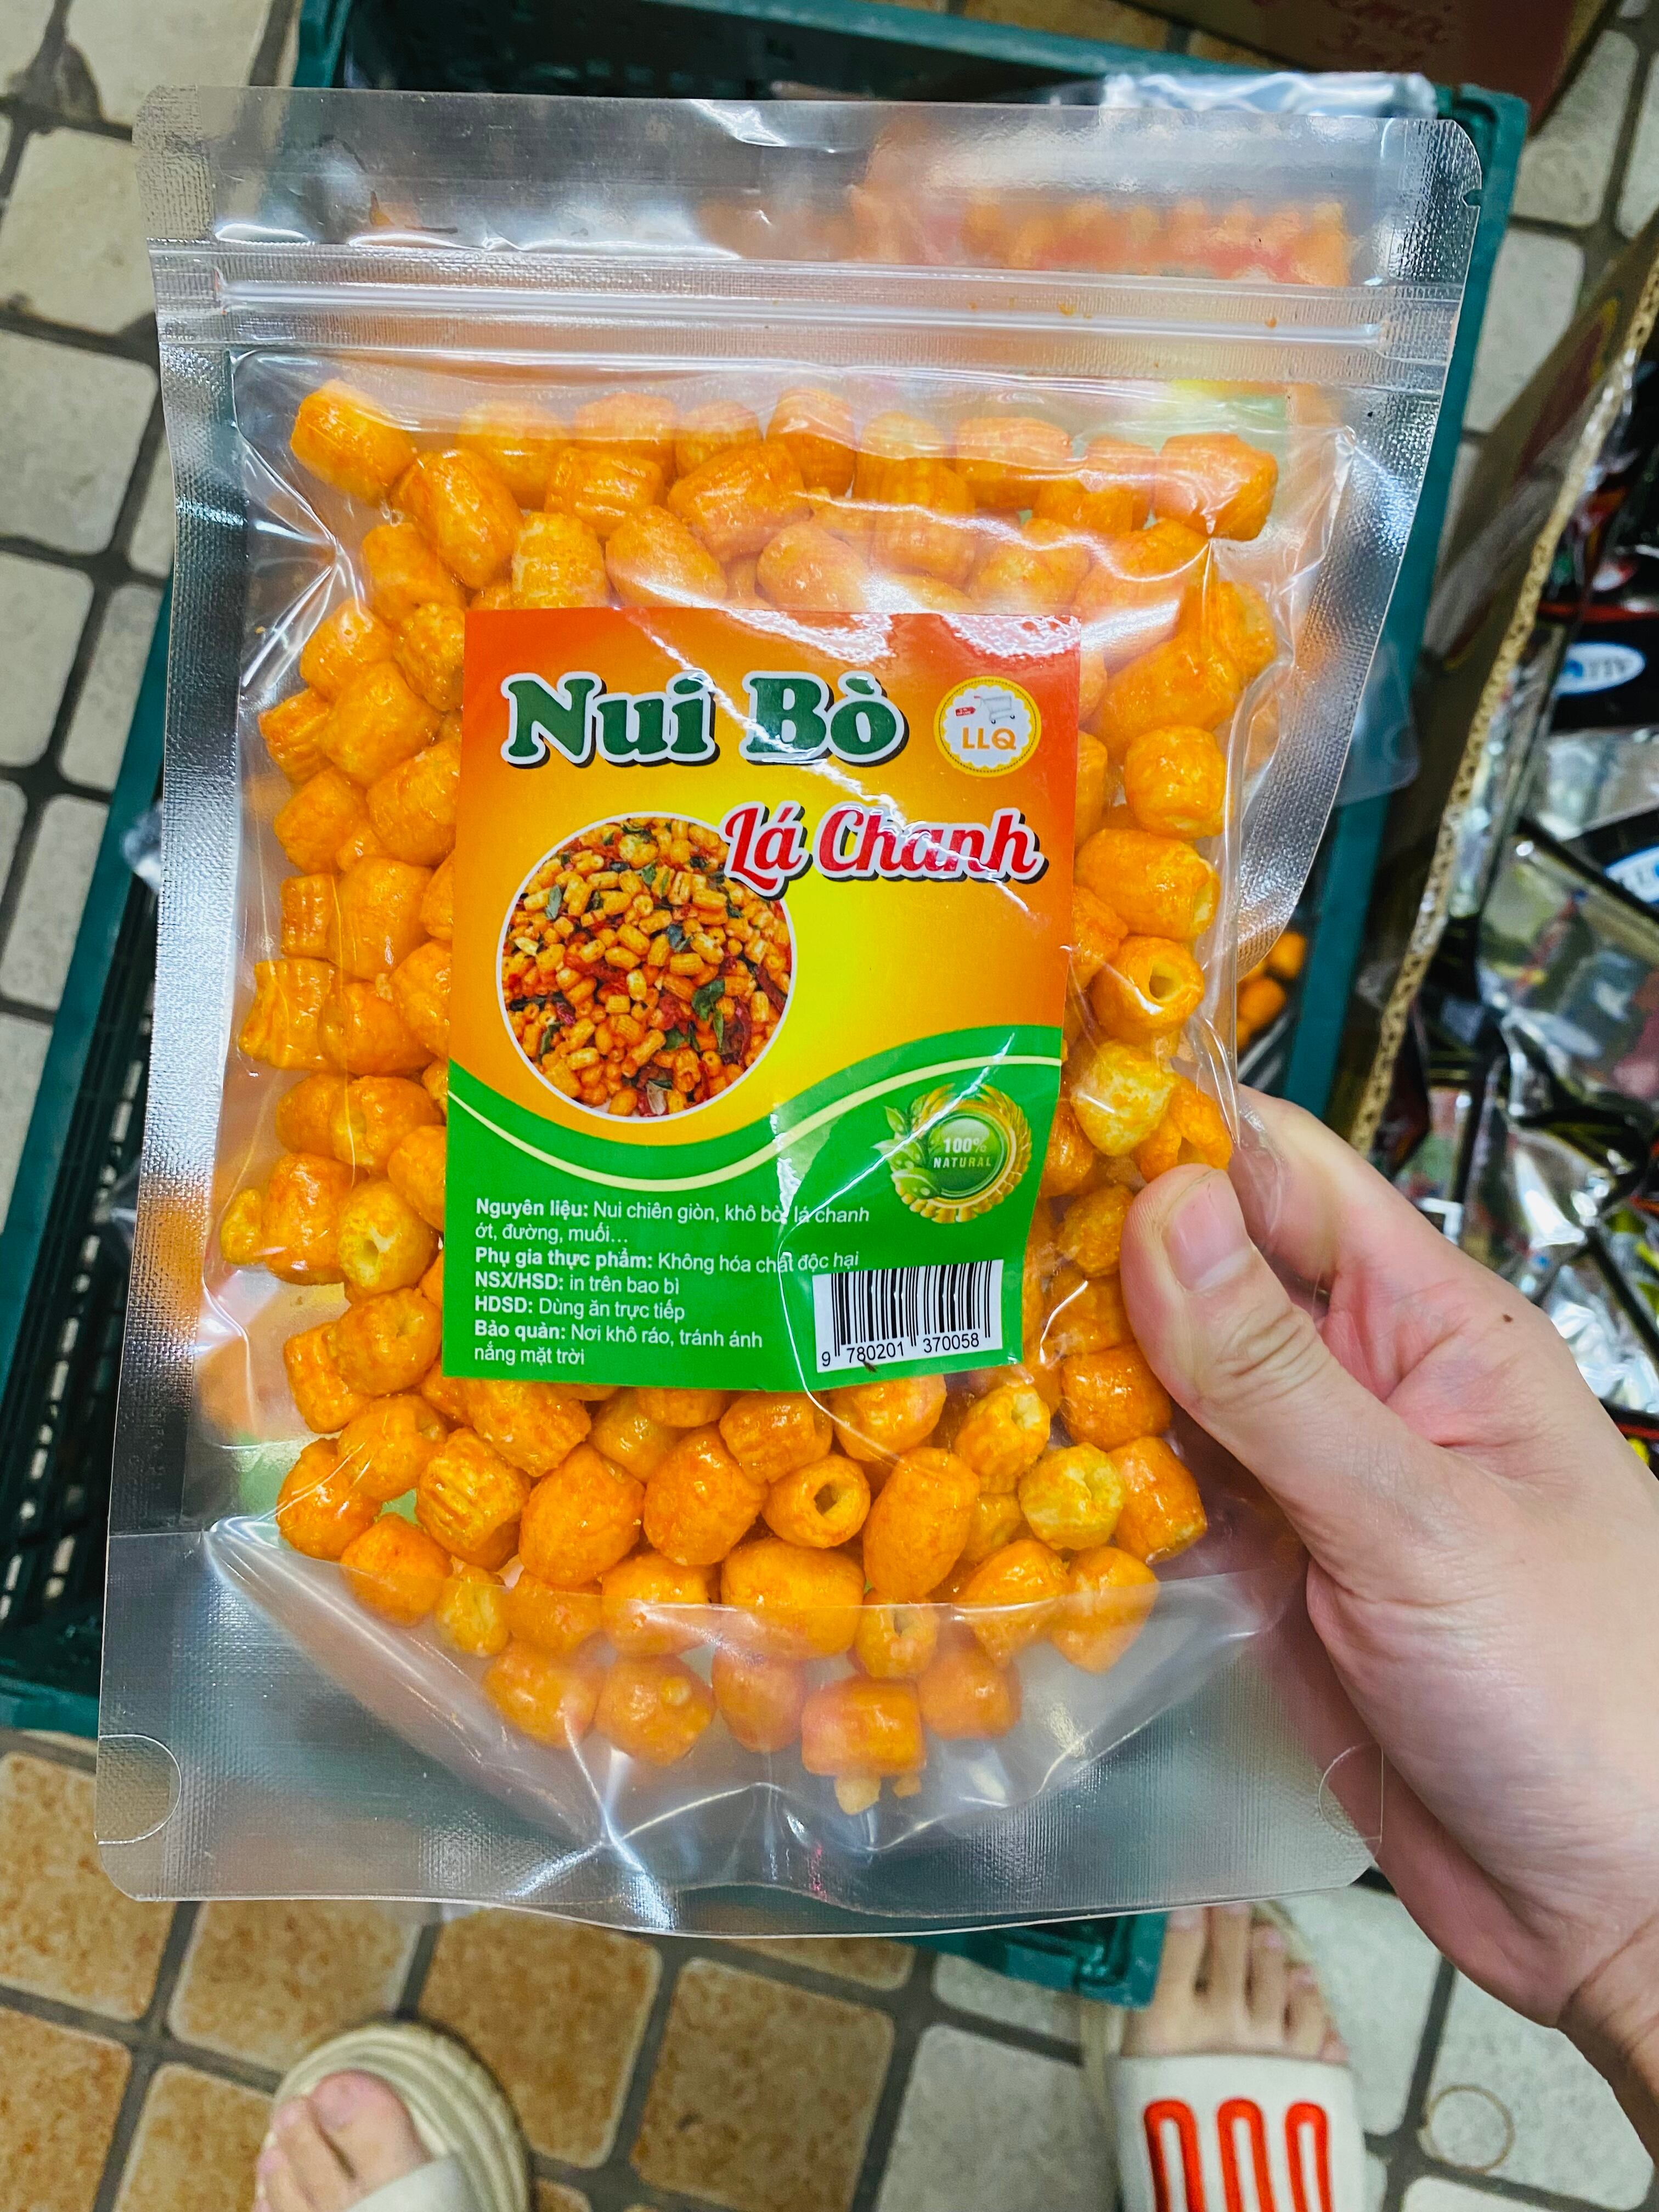 Nui Bò
LLQ
Lá Chanh
100%
NATURAL
Nguyên liệu: Nui chiên giòn, khô bò, lá chanh
ớt, đường, muối...
Phụ gia thực phẩm: Không hóa chất độc hại
NSX/HSD: in trên bao bì
HDSD: Dùng ăn trực tiếp
Bảo quản: Nơi khô ráo, tránh ánh
nắng mặt trời
9 780201 370058